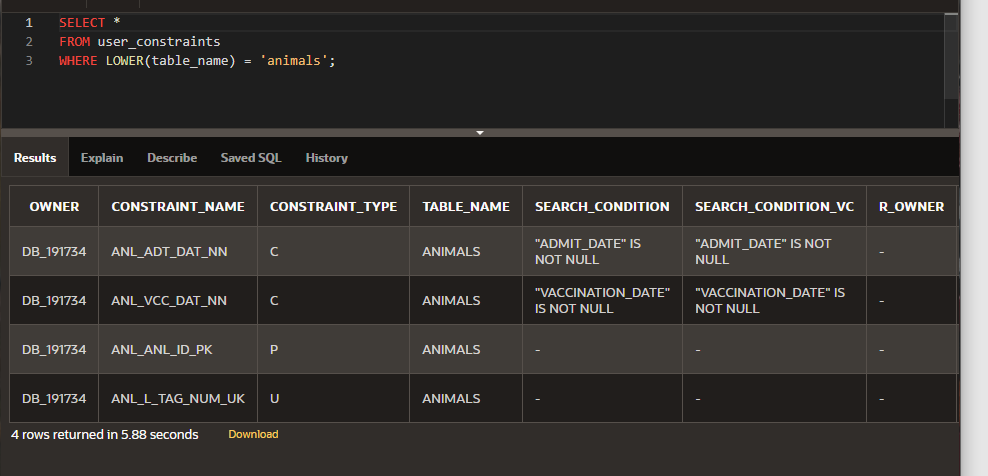 1 SELECT *
2 FROM user_constraints
3 WHERE LOWER(table_name) = 'animals';
Results Explain Describe Saved SQL History
OWNER CONSTRAINT_NAME CONSTRAINT_TYPE TABLE_NAME SEARCH_CONDITION SEARCH_CONDITION_VC R_OWNER
DB_191734 ANL_ADT_DAT_NN C ANIMALS "ADMIT_DATE" IS NOT NULL "ADMIT_DATE" IS NOT NULL -
DB_191734 ANL_VCC_DAT_NN C ANIMALS "VACCINATION_DATE" IS NOT NULL "VACCINATION_DATE" IS NOT NULL -
DB_191734 ANL_ANL_ID_PK P ANIMALS - - -
DB_191734 ANL_L_TAG_NUM_UK U ANIMALS - - -
4 rows returned in 5.88 seconds Download